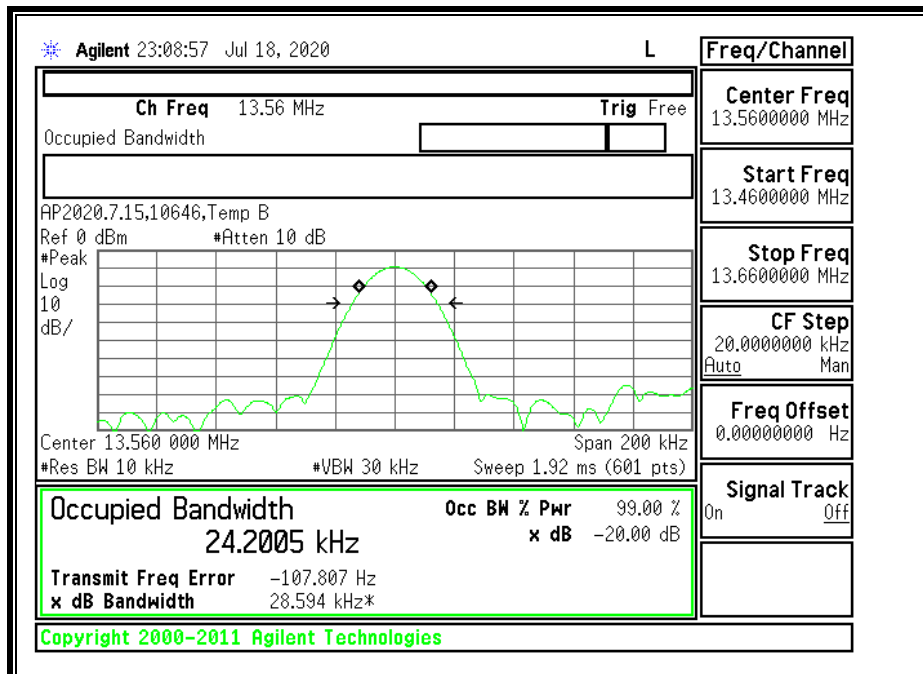 Agilent 23:08:57 Jul 18, 2020 L
Ch Freq 13.56 MHz Trig Free
Occupied Bandwidth
AP2020.7.15,10646,Temp B
Ref 0 dBm #Atten 10 dB
#Peak
Log
10
dB/
Center 13.560 000 MHz Span 200 kHz
#Res BW 10 kHz #VBW 30 kHz Sweep 1.92 ms (601 pts)
Occupied Bandwidth Occ BW % Pwr 99.00 %
24.2005 kHz x dB -20.00 dB
Transmit Freq Error -107.807 Hz
x dB Bandwidth 28.594 kHz*
Copyright 2000-2011 Agilent Technologies
Freq/Channel
Center Freq
13.5600000 MHz
Start Freq
13.4600000 MHz
Stop Freq
13.6600000 MHz
CF Step
20.0000000 kHz
Auto Man
Freq Offset
0.00000000 Hz
Signal Track
On Off